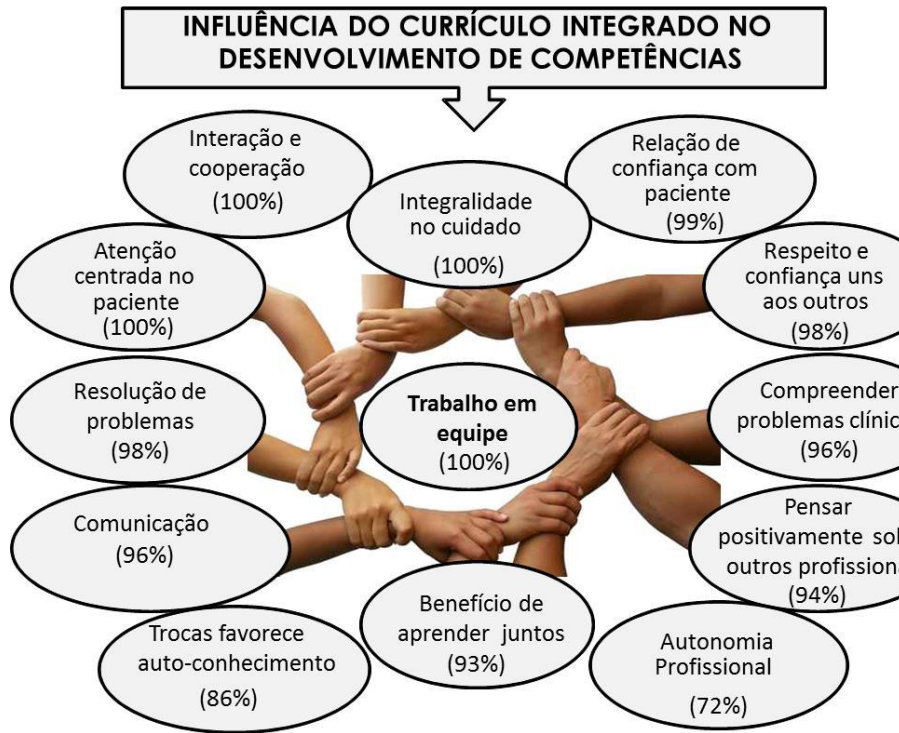 INFLUÊNCIA DO CURRÍCULO INTEGRADO NO
DESENVOLVIMENTO DE COMPETÊNCIAS
Interação e
cooperação
(100%)
Integralidade
no cuidado
(100%)
Relação de
confiança com
paciente
(99%)
Atenção
centrada no
paciente
(100%)
Respeito e
confiança uns
aos outros
(98%)
Resolução de
problemas
(98%)
Trabalho em
equipe
(100%)
Compreender
problemas
(96%)
Comunicação
(96%)
Pensar
positivamente
outros
(94%)
Trocas favorece
auto-conhecimento
(86%)
Benefício de
aprender juntos
(93%)
Autonomia
Profissional
(72%)